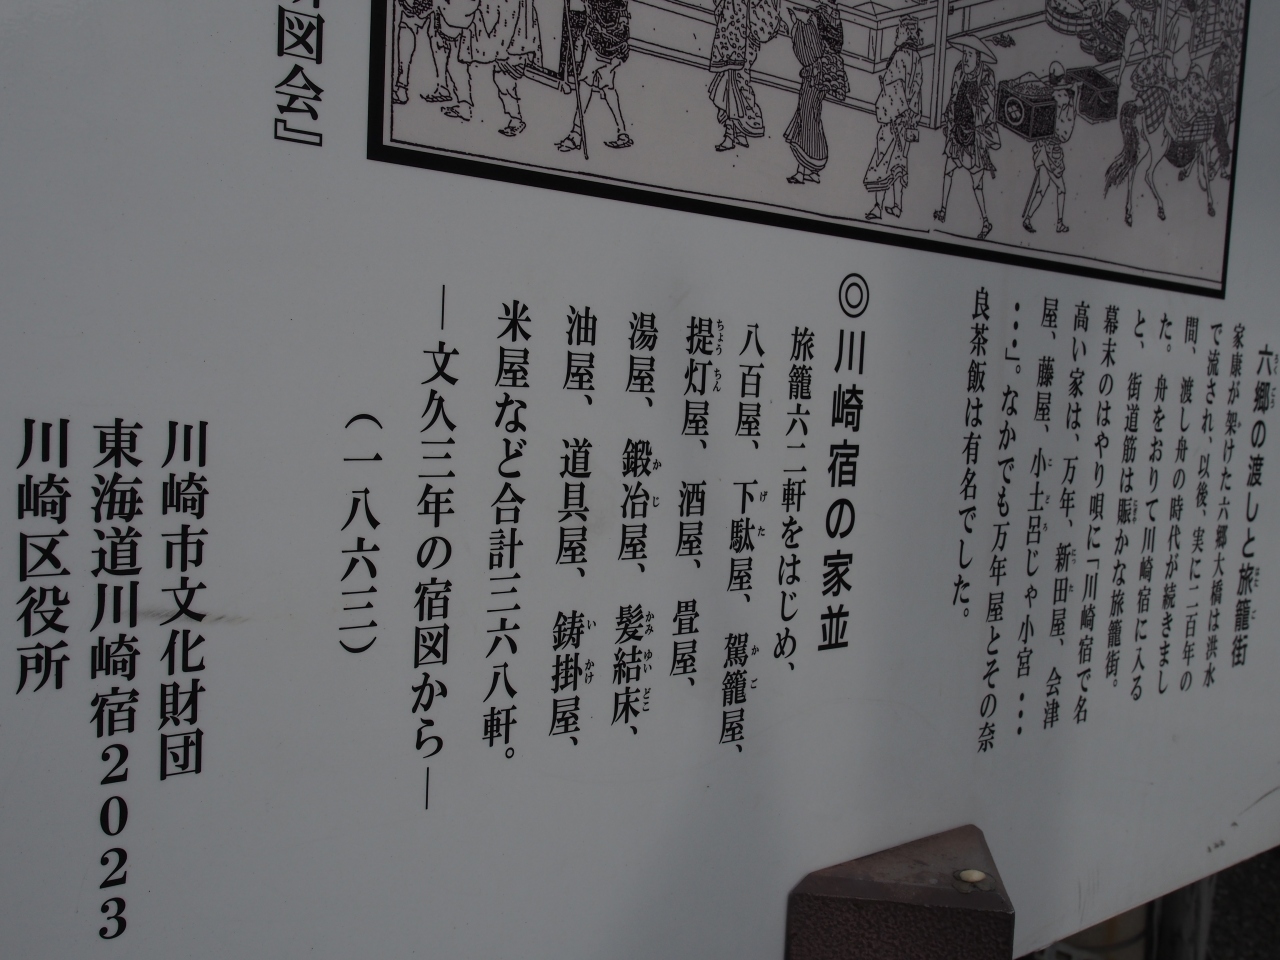 六郷の渡しと旅籠街
家康が架けた六郷大橋は洪水
で流され、以後、実に二百年の
間、渡し舟の時代が続きまし
た。舟をおりて川崎宿に入る
と、街道筋は賑かな旅籠街。
幕末のはやり唄に「川崎宿で名
高い家は、万年、新田屋、会津
屋、藤屋、小土呂じゃ小宮・・・
・・・」。なかでも万年屋とその奈
良茶飯は有名でした。
◎川崎宿の家並
旅籠六二軒をはじめ、
八百屋、下駄屋、駕籠屋、
提灯屋、酒屋、畳屋、
湯屋、鍛冶屋、髪結床、
油屋、道具屋、鋳掛屋、
米屋など合計三六八軒。
―文久三年の宿図から―
(一八六三)
図会』
川崎市文化財団
東海道川崎宿2023
川崎区役所